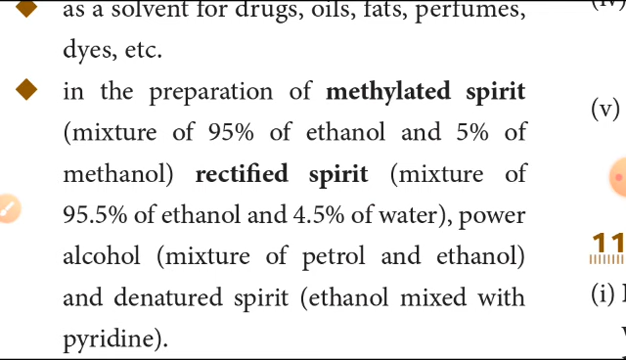 as a solvent for drugs, oils, fats, perfumes,
dyes, etc.
in the preparation of methylated spirit
(mixture of 95% of ethanol and 5% of
methanol) rectified spirit (mixture of
95.5% of ethanol and 4.5% of water), power
alcohol (mixture of petrol and ethanol)
and denatured spirit (ethanol mixed with
pyridine).
(v)
11
(i)